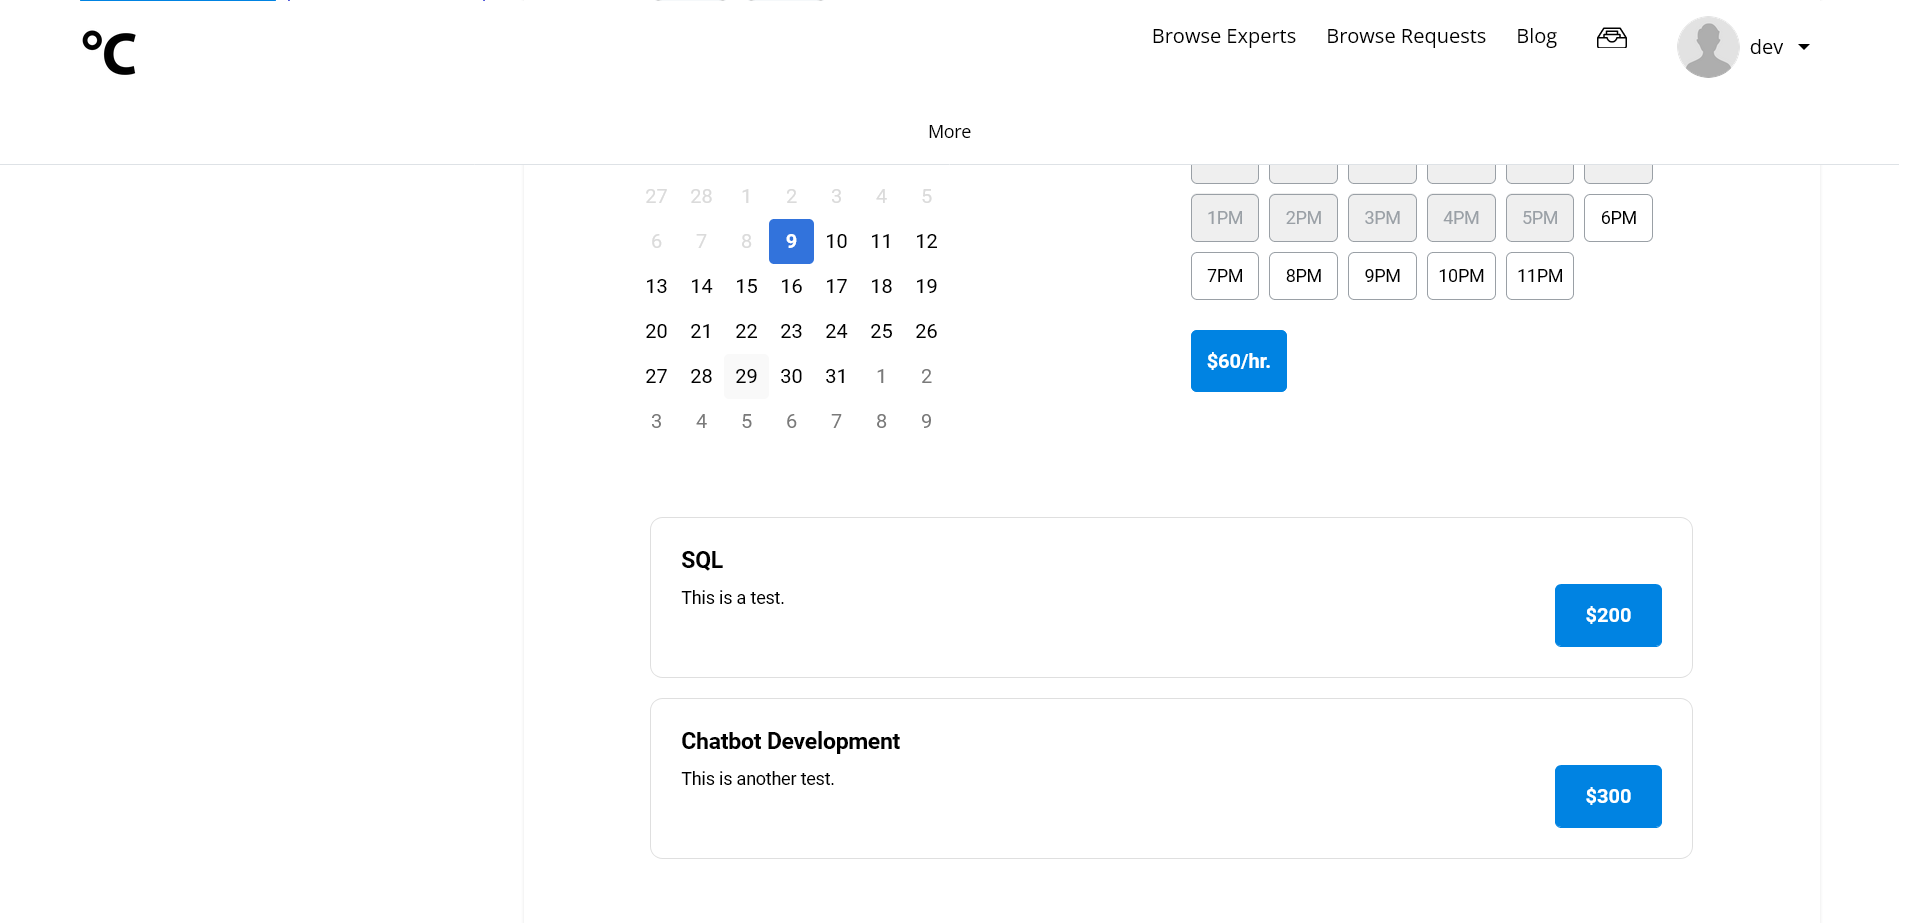 °C
Browse Experts Browse Requests Blog dev
More
27 28 1 2 3 4 5
6 7 8 9 10 11 12
13 14 15 16 17 18 19
20 21 22 23 24 25 26
27 28 29 30 31 1 2
3 4 5 6 7 8 9
1PM 2PM 3PM 4PM 5PM 6PM
7PM 8PM 9PM 10PM 11PM
$60/hr.
SQL
This is a test.
$200
Chatbot Development
This is another test.
$300